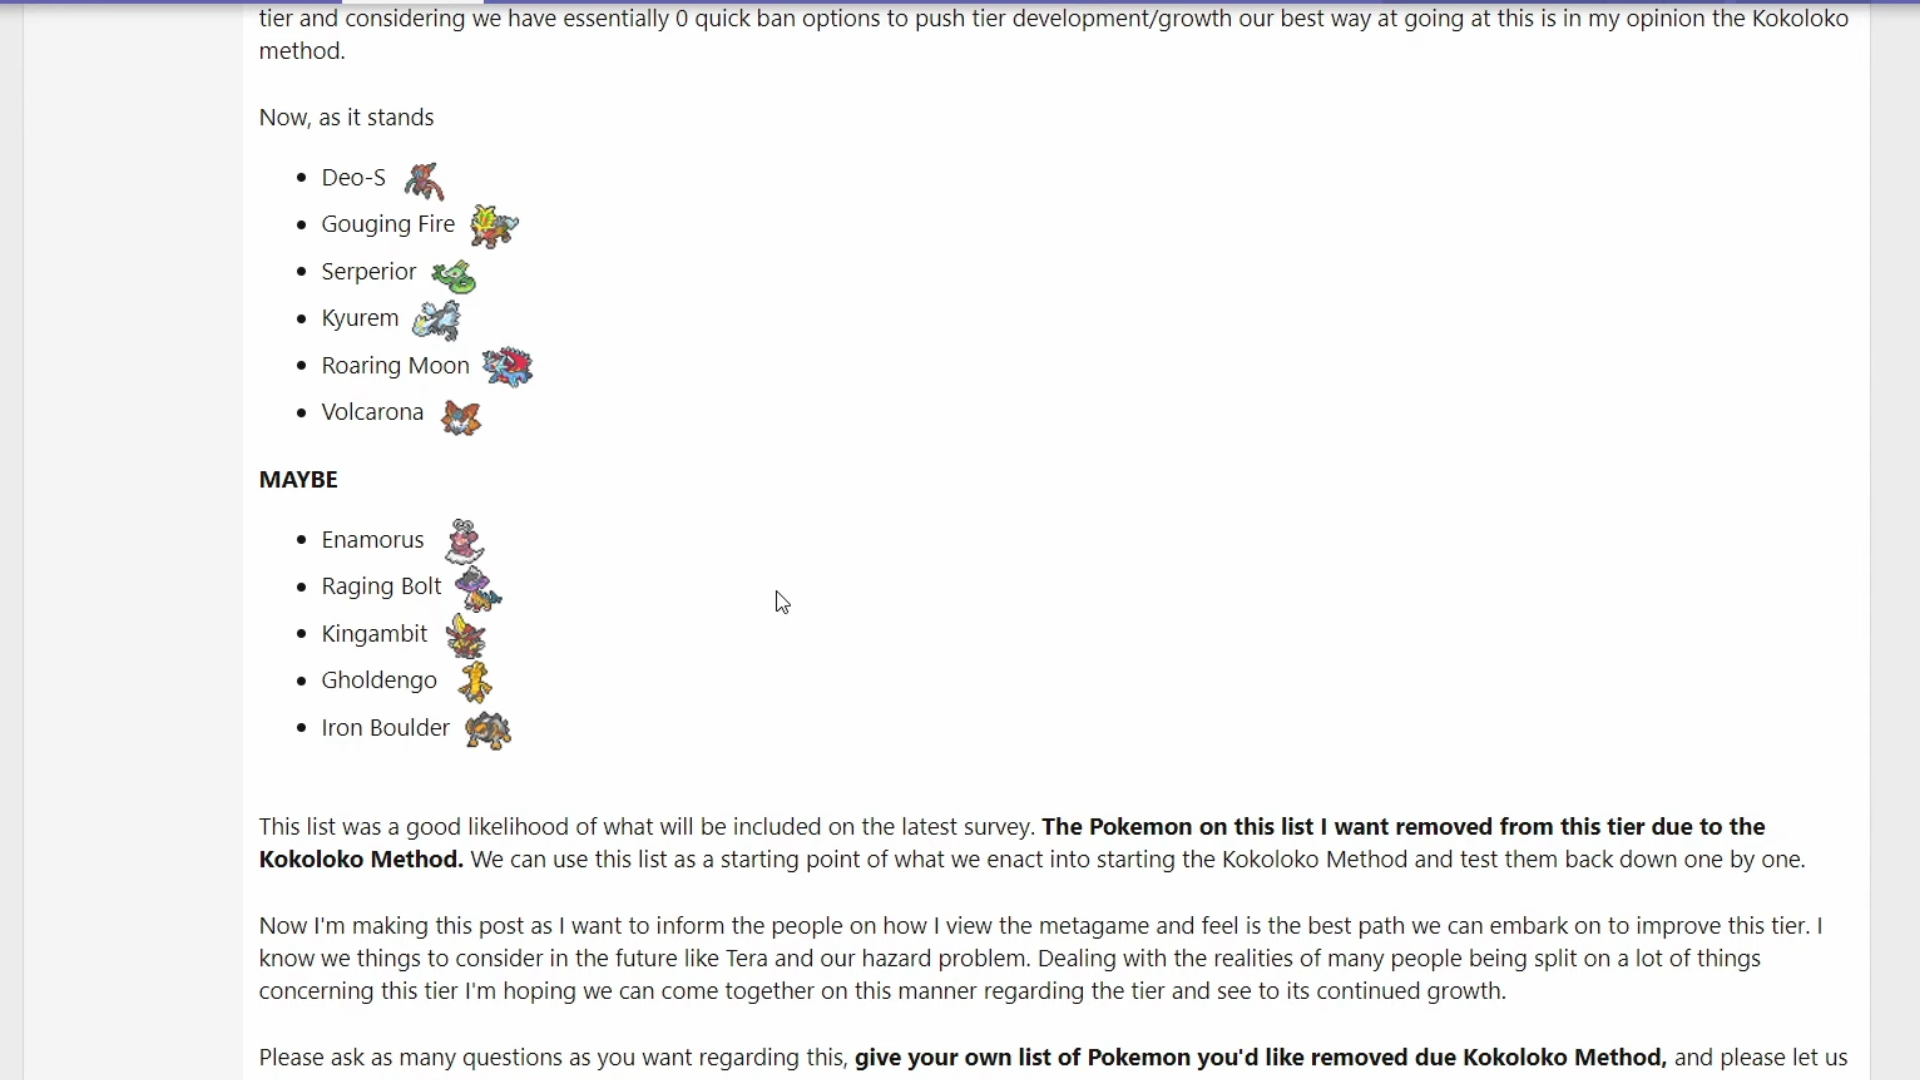 tier and considering we have essentially 0 quick ban options to push tier development/growth our best way at going at this is in my opinion the Kokoloko
method.
Now, as it stands
• Deo-S
• Gouging Fire
• Serperior
• Kyurem
• Roaring Moon
• Volcarona
MAYBE
• Enamorus
• Raging Bolt
• Kingambit
• Gholdengo
• Iron Boulder
This list was a good likelihood of what will be included on the latest survey. The Pokemon on this list I want removed from this tier due to the
Kokoloko Method. We can use this list as a starting point of what we enact into starting the Kokoloko Method and test them back down one by one.
Now I'm making this post as I want to inform the people on how I view the metagame and feel is the best path we can embark on to improve this tier. I
know we things to consider in the future like Tera and our hazard problem. Dealing with the realities of many people being split on a lot of things
concerning this tier I'm hoping we can come together on this manner regarding the tier and see to its continued growth.
Please ask as many questions as you want regarding this, give your own list of Pokemon you'd like removed due Kokoloko Method, and please let us